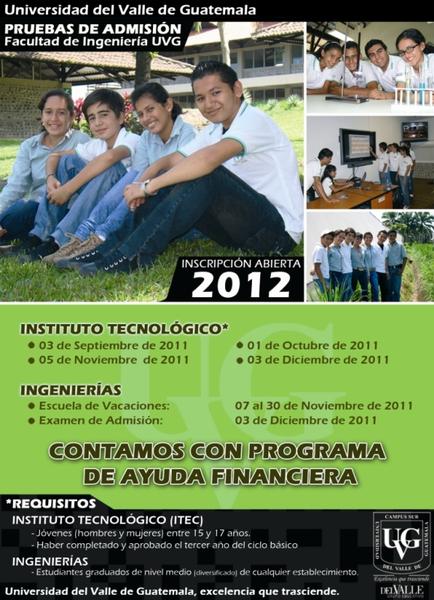 Universidad del Valle de Guatemala
PRUEBAS DE ADMISIÓN
Facultad de Ingeniería UVG
INSCRIPCIÓN ABIERTA
2012
UVG
INSTITUTO TECNOLÓGICO*
03 de Septiembre de 2011
01 de Octubre de 2011
05 de Noviembre de 2011
03 de Diciembre de 2011
INGENIERÍAS
Escuela de Vacaciones: 07 al 30 de Noviembre de 2011
Examen de Admisión: 03 de Diciembre de 2011
CONTAMOS CON PROGRAMA
DE AYUDA FINANCIERA
*REQUISITOS
INSTITUTO TECNOLÓGICO (ITEC)
- Jóvenes (hombres y mujeres) entre 15 y 17 años.
- Haber completado y aprobado el tercer año del ciclo básico
INGENIERÍAS
- Estudiantes graduados de nivel medio (diversificado) de cualquier establecimiento.
Universidad del Valle de Guatemala, excelencia que trasciende.
CAMPUS SUR
UNIVERSIDAD
UVG
GUATEMALA
DEL VALLE DE
Excelencia que trasciende
DEL VALLE